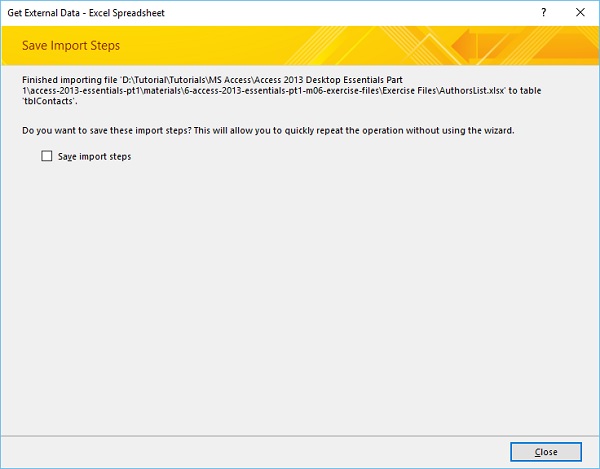 Get External Data - Excel Spreadsheet
?
Save Import Steps
Finished importing file 'D:\Tutorial\Tutorials\MS Access\Access 2013 Desktop Essentials Part
1\access-2013-essentials-pt1\materials\6-access-2013-essentials-pt1-m06-exercise-files\Exercise Files\AuthorsList.xlsx' to table
'tblContacts'.
Do you want to save these import steps? This will allow you to quickly repeat the operation without using the wizard.
Save import steps
Close